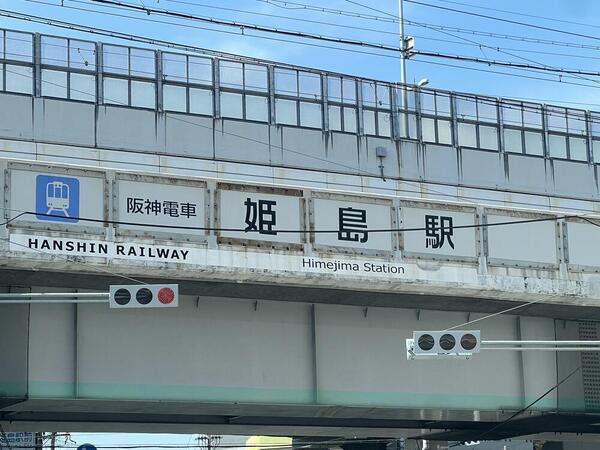 阪神電車 姫島駅
HANSHIN RAILWAY
Himejima Station